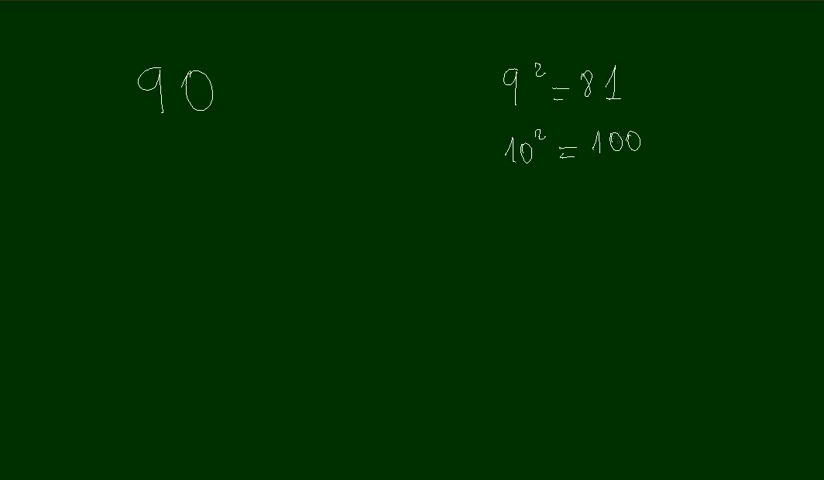 90
9² = 81
10² = 100